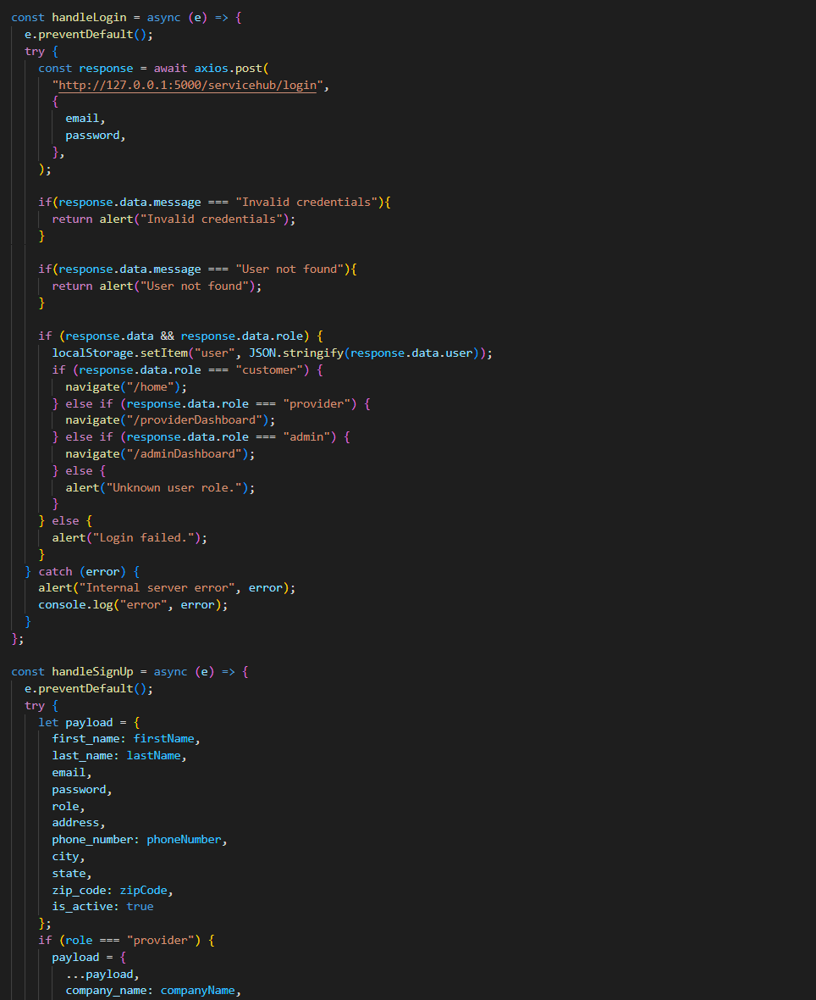 const handleLogin = async (e) => {
  e.preventDefault();
  try {
    const response = await axios.post(
      "http://127.0.0.1:5000/servicehub/login",
      {
        email,
        password,
      },
    );

    if(response.data.message === "Invalid credentials"){
      return alert("Invalid credentials");
    }

    if(response.data.message === "User not found"){
      return alert("User not found");
    }

    if (response.data && response.data.role) {
      localStorage.setItem("user", JSON.stringify(response.data.user));
      if (response.data.role === "customer") {
        navigate("/home");
      } else if (response.data.role === "provider") {
        navigate("/providerDashboard");
      } else if (response.data.role === "admin") {
        navigate("/adminDashboard");
      } else {
        alert("Unknown user role.");
      }
    } else {
      alert("Login failed.");
    }
  } catch (error) {
    alert("Internal server error", error);
    console.log("error", error);
  }
};

const handleSignUp = async (e) => {
  e.preventDefault();
  try {
    let payload = {
      first_name: firstName,
      last_name: lastName,
      email,
      password,
      role,
      address,
      phone_number: phoneNumber,
      city,
      state,
      zip_code: zipCode,
      is_active: true
    };
    if (role === "provider") {
      payload = {
        ...payload,
        company_name: companyName,